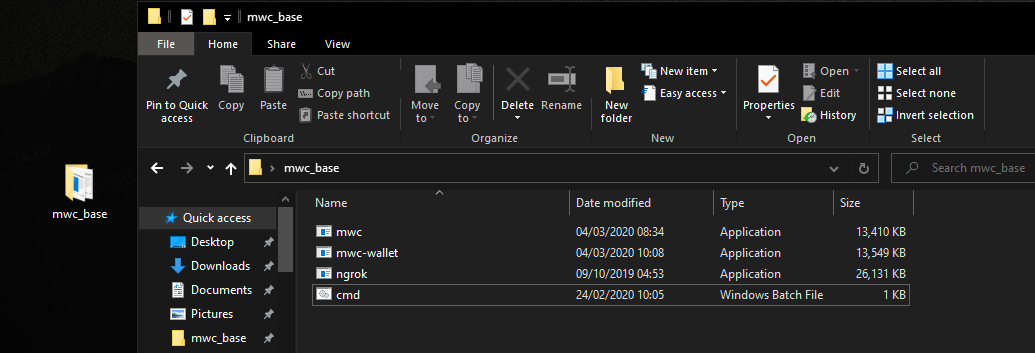 mwc_base
File Home Share View
Pin to Quick access
Copy
Paste
Cut
Copy path
Paste shortcut
Clipboard
Move to
Copy to
Delete
Rename
Organize
New folder
New item
Easy access
New
Properties
Open
Edit
History
Open
Select all
Select none
Invert selection
Select
mwc_base
Search mwc_base
mwc_base
Quick access
Desktop
Downloads
Documents
Pictures
mwc_base
Name Date modified Type Size
mwc 04/03/2020 08:34 Application 13,410 KB
mwc-wallet 04/03/2020 10:08 Application 13,549 KB
ngrok 09/10/2019 04:53 Application 26,131 KB
cmd 24/02/2020 10:05 Windows Batch File 1 KB